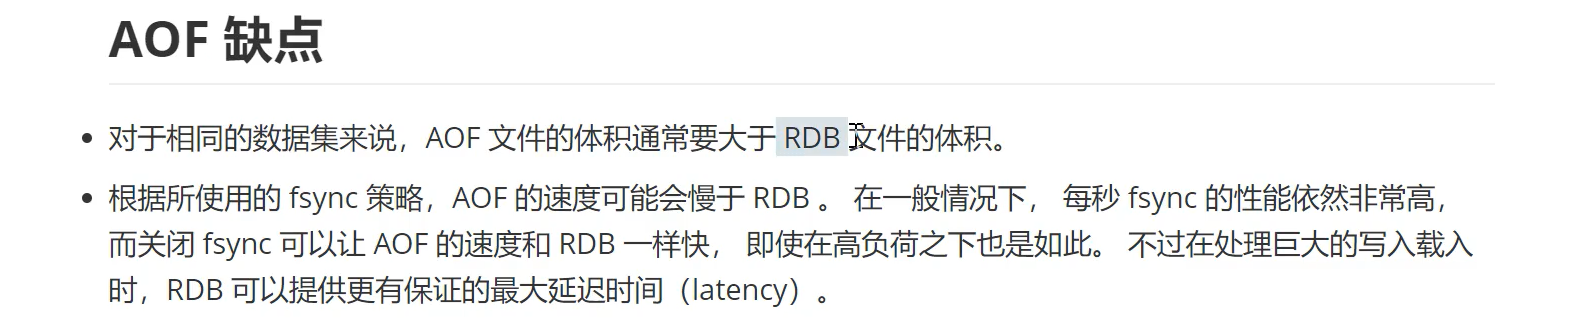 AOF 缺点
对于相同的数据集来说，AOF 文件的体积通常要大于 RDB 文件的体积。
根据所使用的 fsync 策略，AOF 的速度可能会慢于 RDB 。 在一般情况下， 每秒 fsync 的性能依然非常高，
而关闭 fsync 可以让 AOF 的速度和 RDB 一样快， 即使在高负荷之下也是如此。 不过在处理巨大的写入载入
时，RDB 可以提供更有保证的最大延迟时间（latency）。